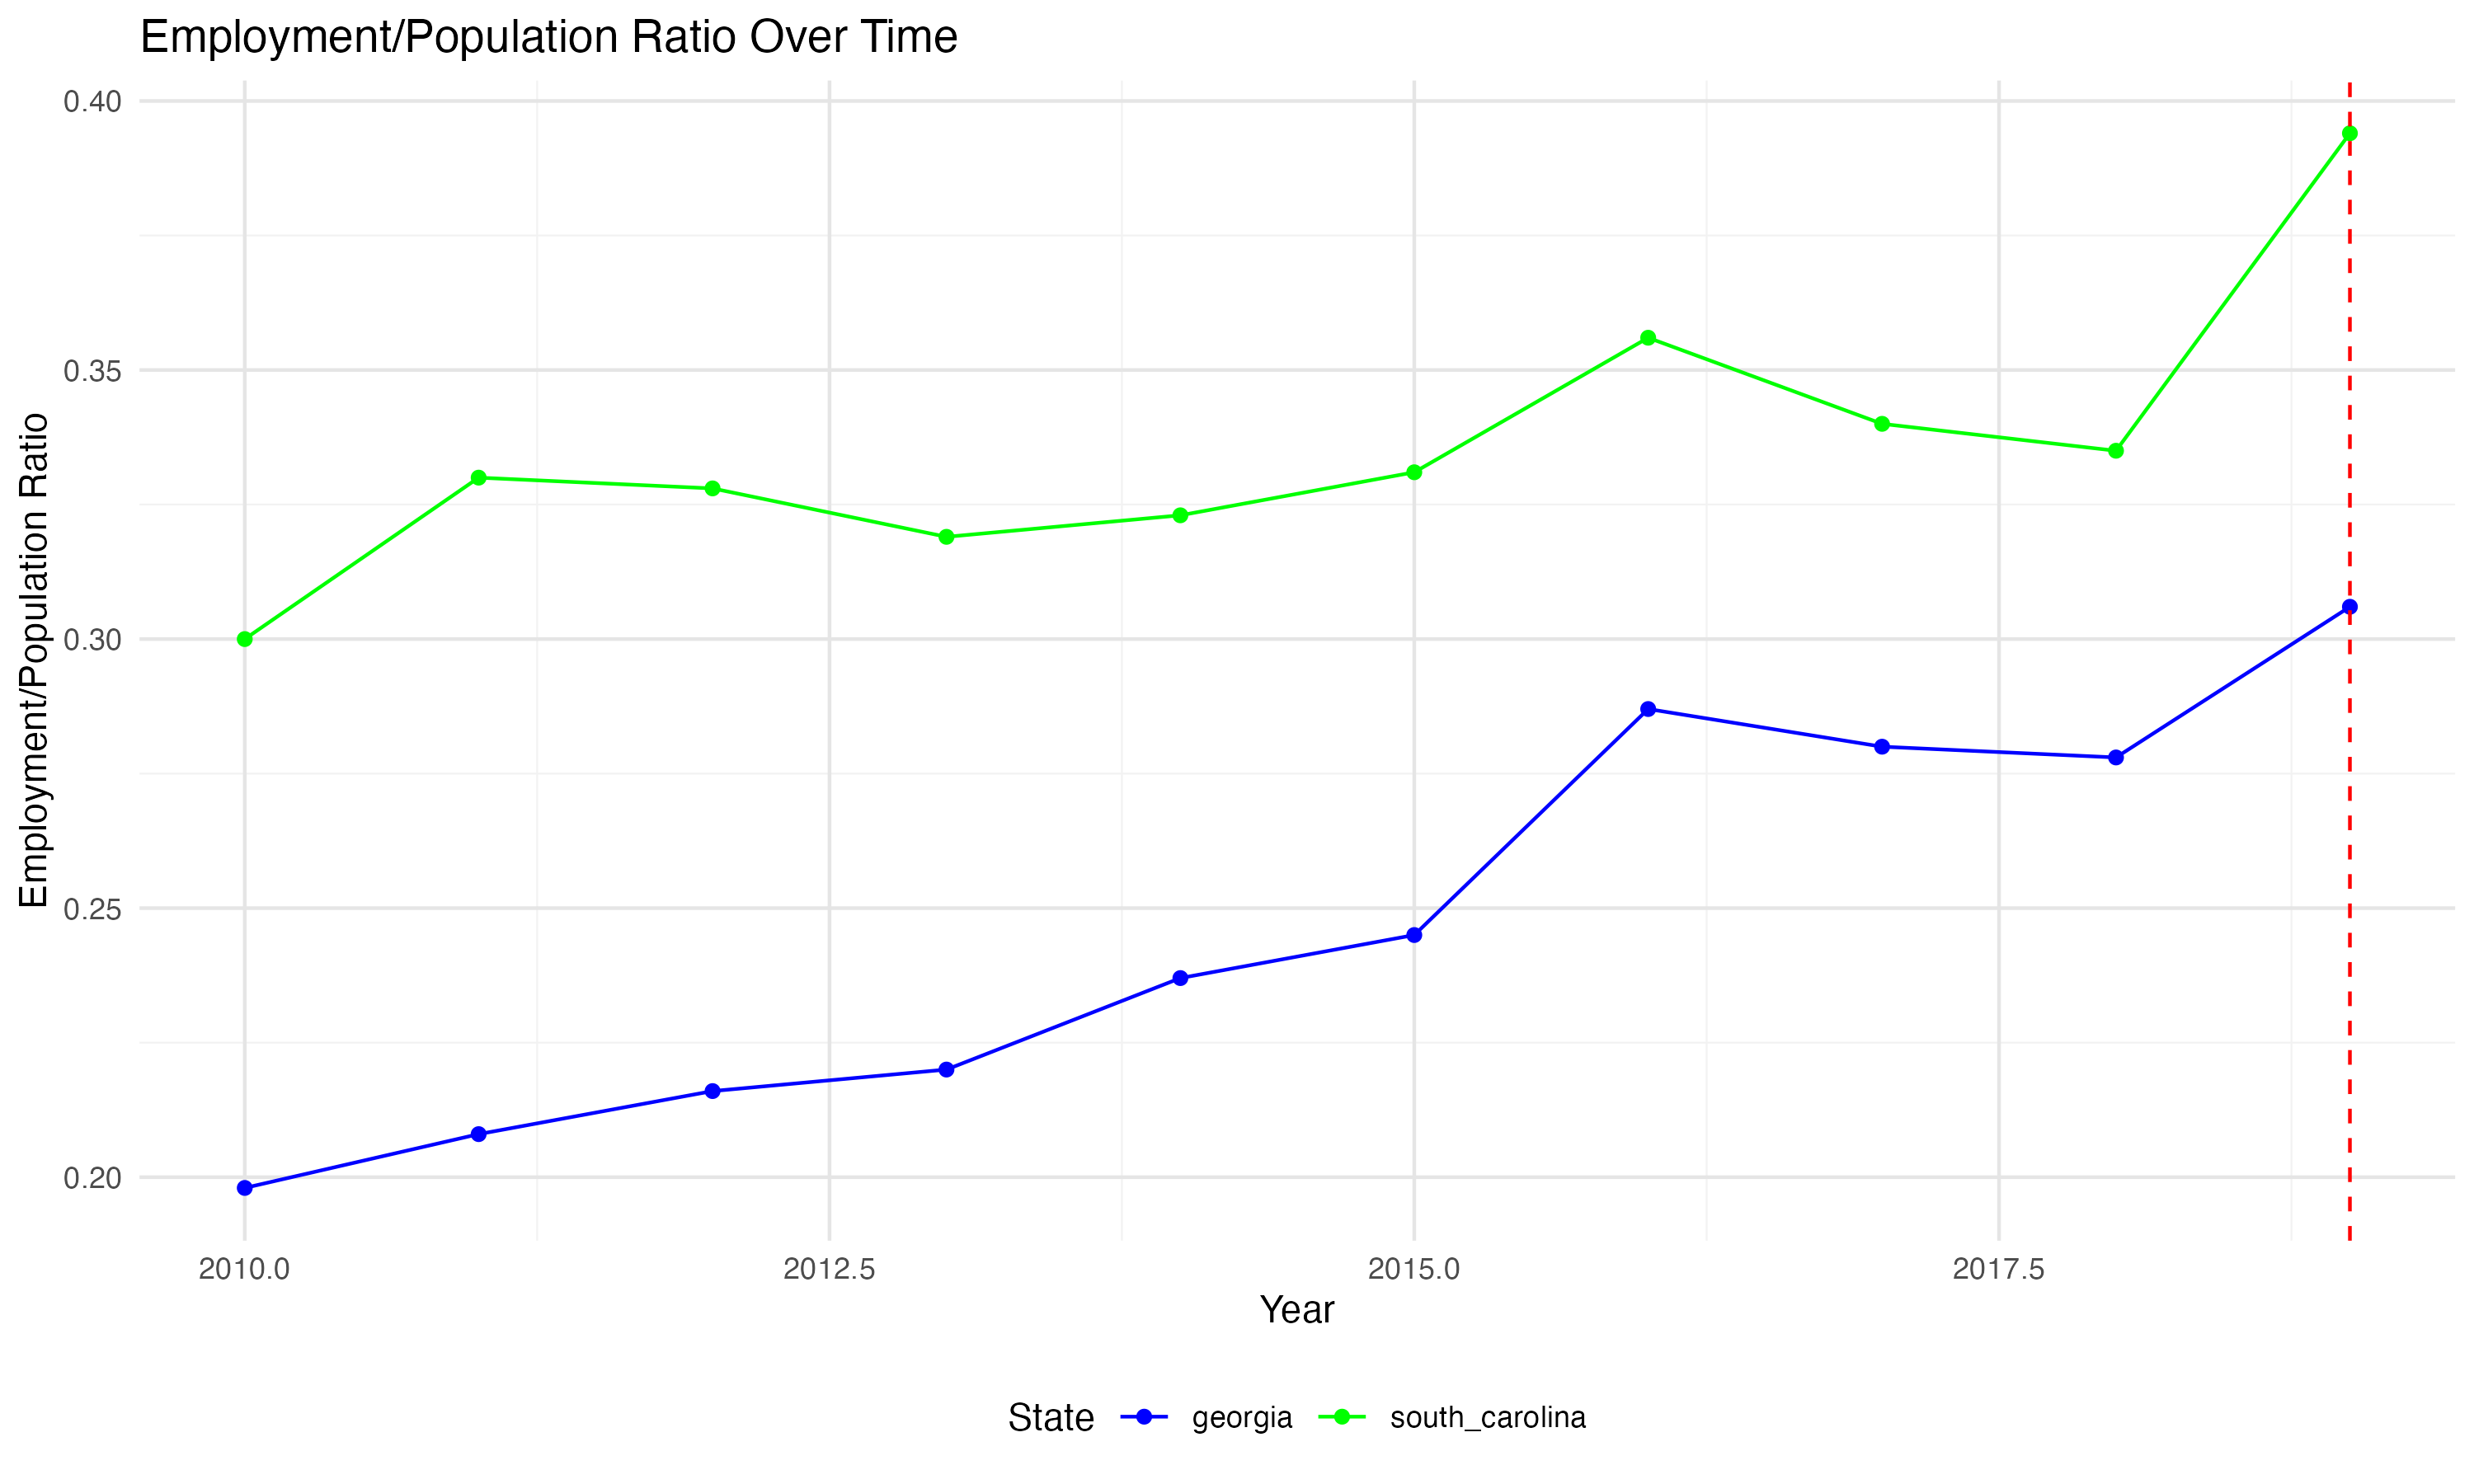 Employment/Population Ratio Over Time
Employment/Population Ratio
0.40
0.35
0.30
0.25
0.20
2010.0 2012.5 2015.0 2017.5
Year
State georgia south_carolina